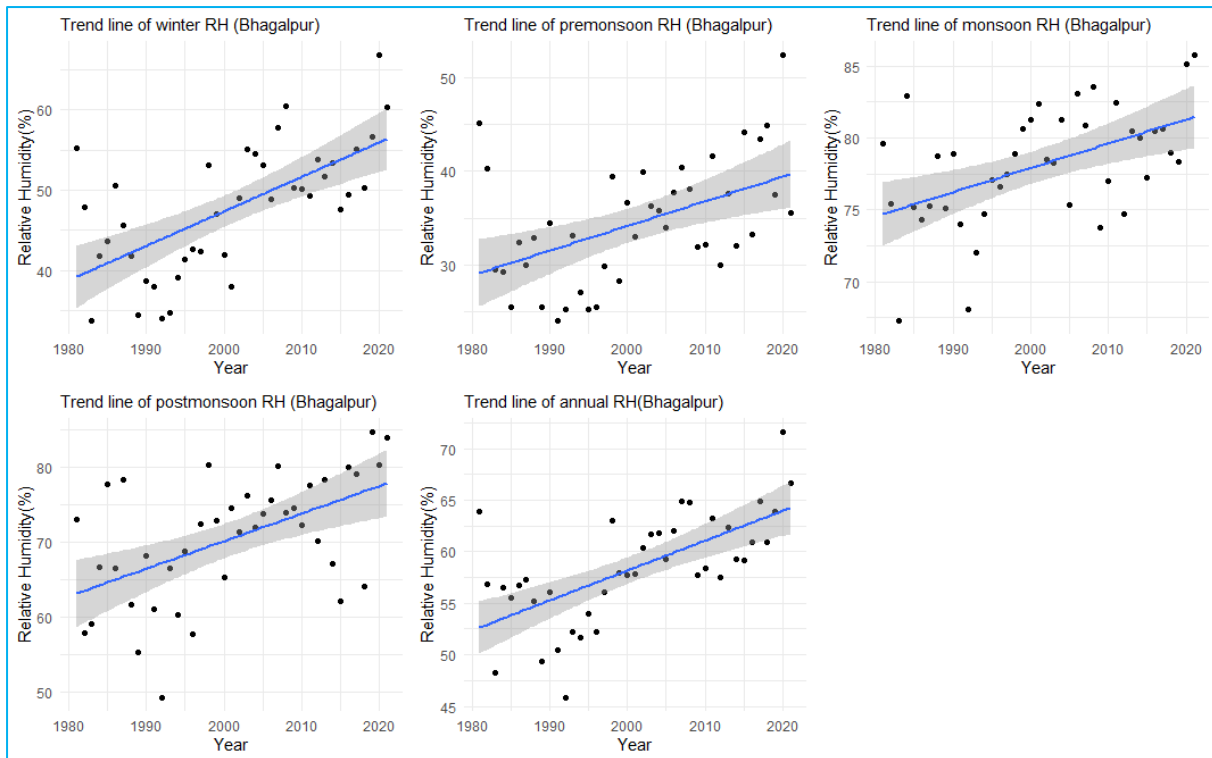 Trend line of winter RH (Bhagalpur)
Relative Humidity(%)
60
50
40
1980 1990 2000 2010 2020
Year
Trend line of premonsoon RH (Bhagalpur)
Relative Humidity(%)
50
40
30
1980 1990 2000 2010 2020
Year
Trend line of monsoon RH (Bhagalpur)
Relative Humidity(%)
85
80
75
70
1980 1990 2000 2010 2020
Year
Trend line of postmonsoon RH (Bhagalpur)
Relative Humidity(%)
80
70
60
50
1980 1990 2000 2010 2020
Year
Trend line of annual RH(Bhagalpur)
Relative Humidity(%)
70
65
60
55
50
45
1980 1990 2000 2010 2020
Year